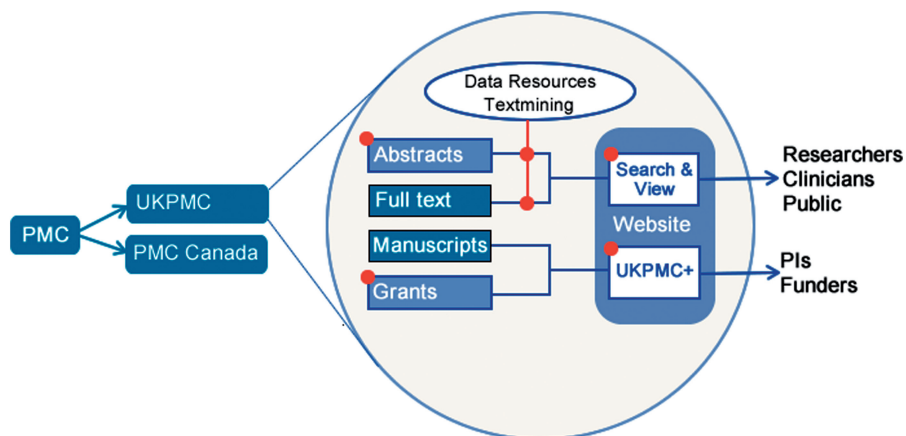 PMC
UKPMC
PMC Canada
Data Resources
Textmining
Abstracts
Full text
Manuscripts
Grants
Search &
View
Website
UKPMC+
Researchers
Clinicians
Public
PIs
Funders